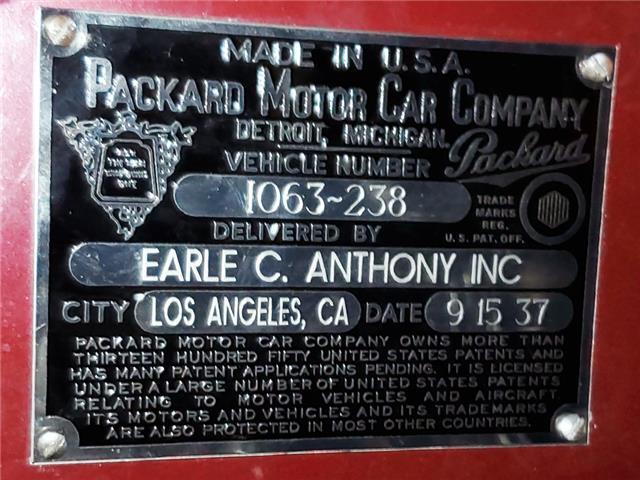 MADE IN U.S.A.
PACKARD MOTOR CAR COMPANY
DETROIT, MICHIGAN.
Packard
VEHICLE NUMBER
1063~238
TRADE
MARKS
REG.
U.S. PAT. OFF.
DELIVERED BY
EARLE C. ANTHONY INC
CITY LOS ANGELES, CA DATE 9 15 37
PACKARD MOTOR CAR COMPANY OWNS MORE THAN
THIRTEEN HUNDRED FIFTY UNITED STATES PATENTS AND
HAS MANY PATENT APPLICATIONS PENDING. IT IS LICENSED
UNDER A LARGE NUMBER OF UNITED STATES PATENTS
RELATING TO MOTOR VEHICLES AND AIRCRAFT
ITS MOTORS AND VEHICLES AND ITS TRADEMARKS
ARE ALSO PROTECTED IN MOST OTHER COUNTRIES.